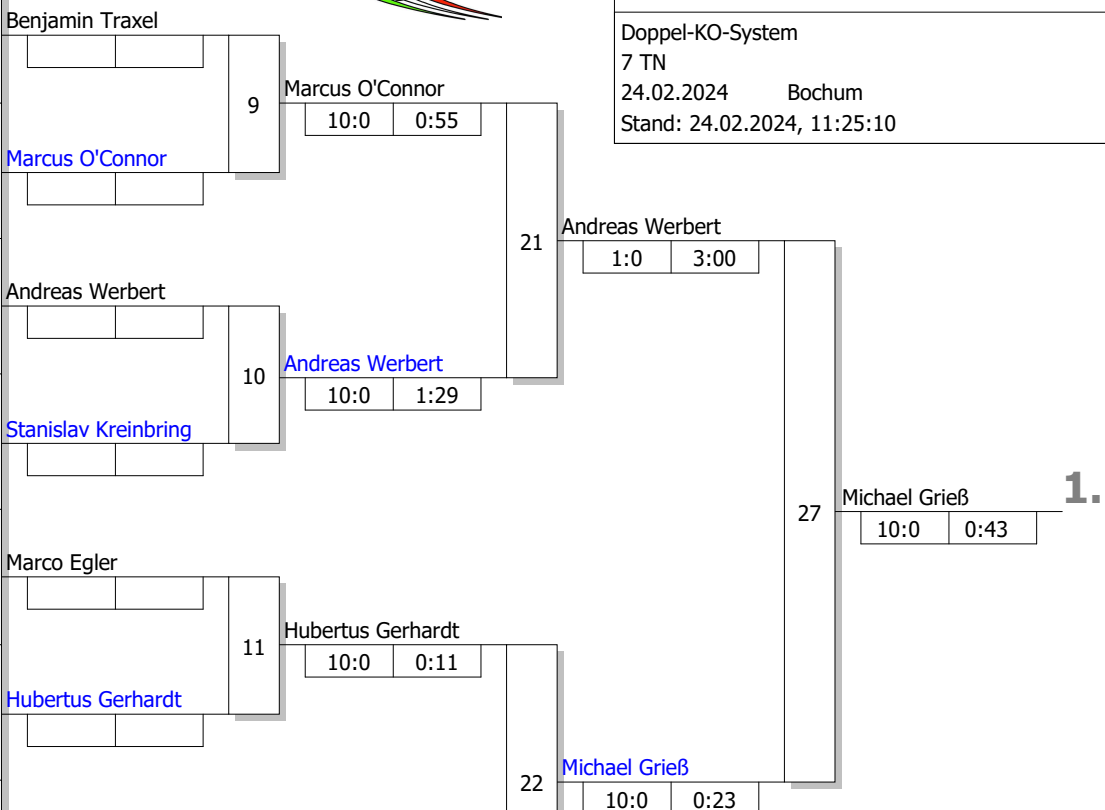 Doppel-KO-System
7 TN
24.02.2024 Bochum
Stand: 24.02.2024, 11:25:10
Benjamin Traxel
9
Marcus O'Connor
10:0 0:55
Marcus O'Connor
21
Andreas Werbert
1:0 3:00
Andreas Werbert
10
Andreas Werbert
10:0 1:29
Stanislav Kreinbring
27
Michael Grieß
1.
10:0 0:43
Marco Egler
11
Hubertus Gerhardt
10:0 0:11
Hubertus Gerhardt
22
Michael Grieß
10:0 0:23